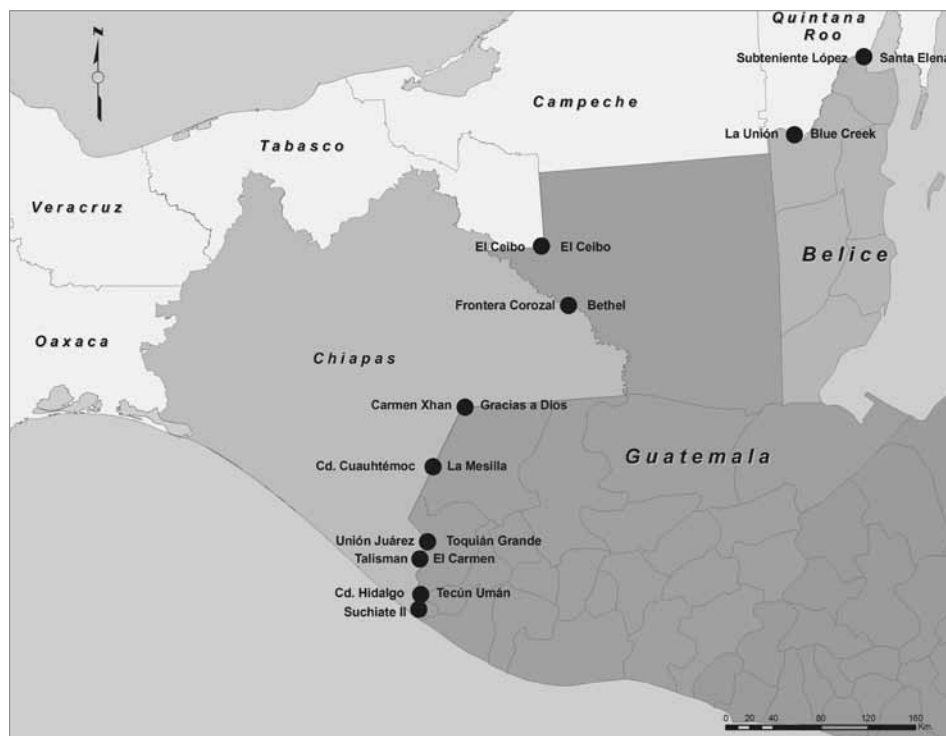 N
Quintana
Roo
Subteniente López
Santa Elena
Campeche
La Unión
Blue Creek
Tabasco
Veracruz
El Ceibo
El Ceibo
Belice
Frontera Corozal
Bethel
Oaxaca
Chiapas
Carmen Xhan
Gracias a Dios
Guatemala
Cd. Cuauhtémoc
La Mesilla
Unión Juárez
Toquián Grande
Talisman
El Carmen
Cd. Hidalgo
Tecún Umán
Suchiate II
0 20 40 80 120 160
Km.